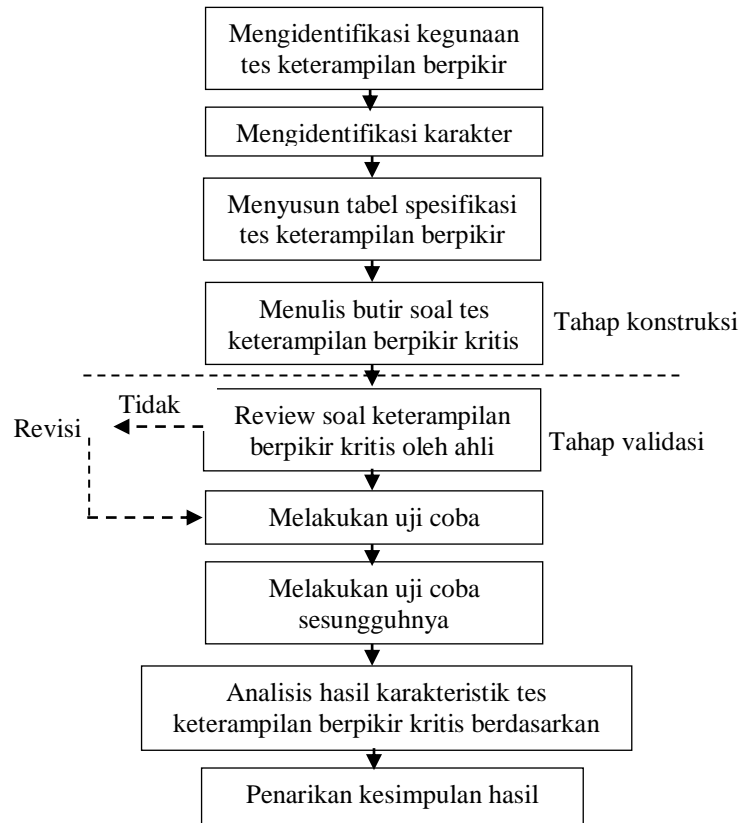 Mengidentifikasi kegunaan
tes keterampilan berpikir
Mengidentifikasi karakter
Menyusun tabel spesifikasi
tes keterampilan berpikir
Menulis butir soal tes
keterampilan berpikir kritis
Tahap konstruksi
Tidak
Revisi
Review soal keterampilan
berpikir kritis oleh ahli
Tahap validasi
Melakukan uji coba
Melakukan uji coba
sesungguhnya
Analisis hasil karakteristik tes
keterampilan berpikir kritis berdasarkan
Penarikan kesimpulan hasil